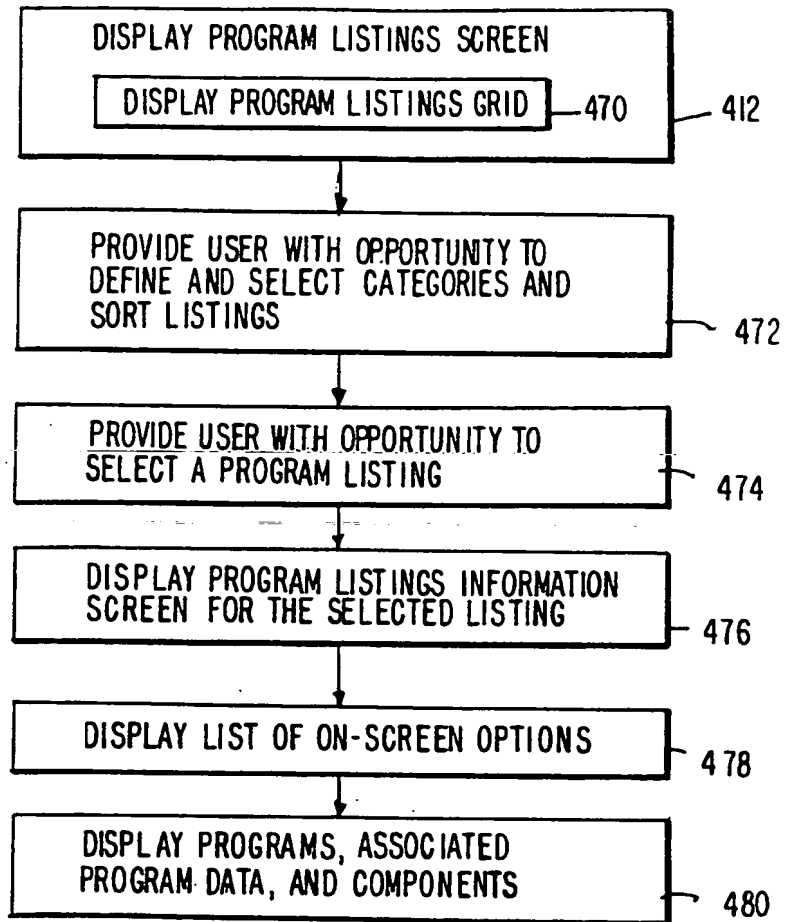 DISPLAY PROGRAM LISTINGS SCREEN
DISPLAY PROGRAM LISTINGS GRID
470
412
PROVIDE USER WITH OPPORTUNITY TO
DEFINE AND SELECT CATEGORIES AND
SORT LISTINGS
472
PROVIDE USER WITH OPPORTUNITY TO
SELECT A PROGRAM LISTING
474
DISPLAY PROGRAM LISTINGS INFORMATION
SCREEN FOR THE SELECTED LISTING
476
DISPLAY LIST OF ON-SCREEN OPTIONS
478
DISPLAY PROGRAMS, ASSOCIATED
PROGRAM DATA, AND COMPONENTS
480